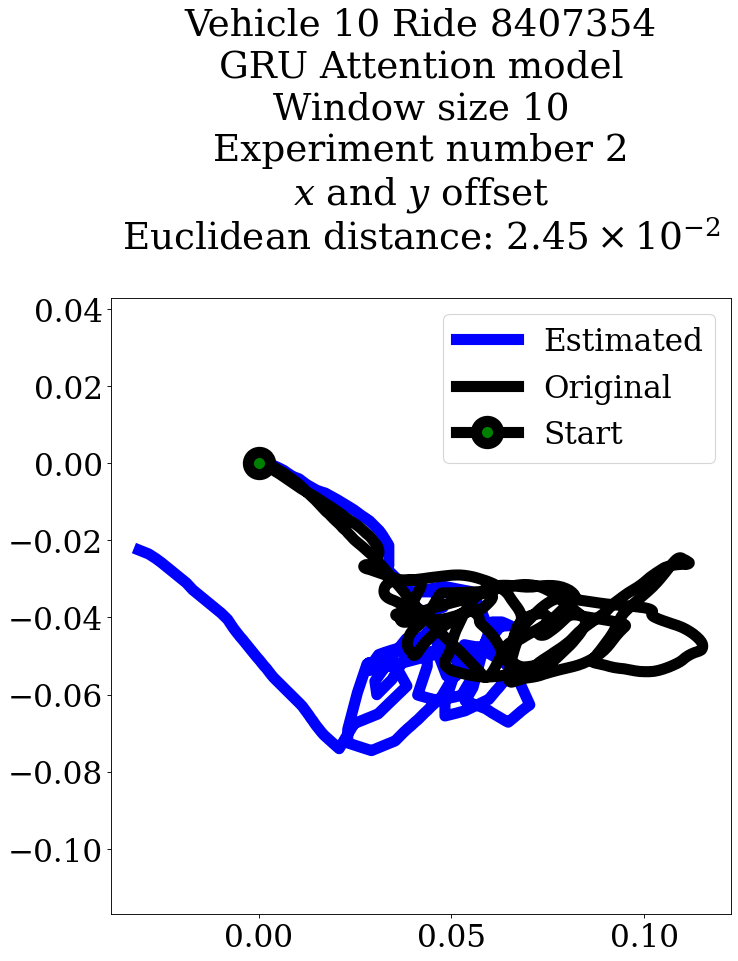 Vehicle 10 Ride 8407354
GRU Attention model
Window size 10
Experiment number 2
x and y offset
Euclidean distance: 2.45 × 10⁻²
0.04
0.02
0.00
−0.02
−0.04
−0.06
−0.08
−0.10
Estimated
Original
Start
0.00 0.05 0.10